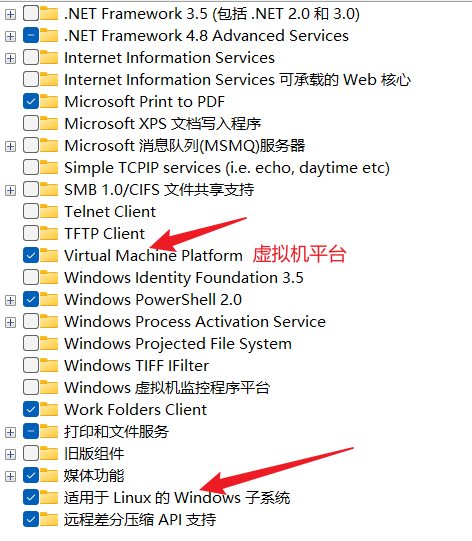 .NET Framework 3.5 (包括 .NET 2.0 和 3.0)
.NET Framework 4.8 Advanced Services
Internet Information Services
Internet Information Services 可承载的 Web 核心
Microsoft Print to PDF
Microsoft XPS 文档写入程序
Microsoft 消息队列(MSMQ)服务器
Simple TCPIP services (i.e. echo, daytime etc)
SMB 1.0/CIFS 文件共享支持
Telnet Client
TFTP Client
Virtual Machine Platform 虚拟机平台
Windows Identity Foundation 3.5
Windows PowerShell 2.0
Windows Process Activation Service
Windows Projected File System
Windows TIFF IFilter
Windows 虚拟机监控程序平台
Work Folders Client
打印和文件服务
旧版组件
媒体功能
适用于 Linux 的 Windows 子系统
远程差分压缩 API 支持